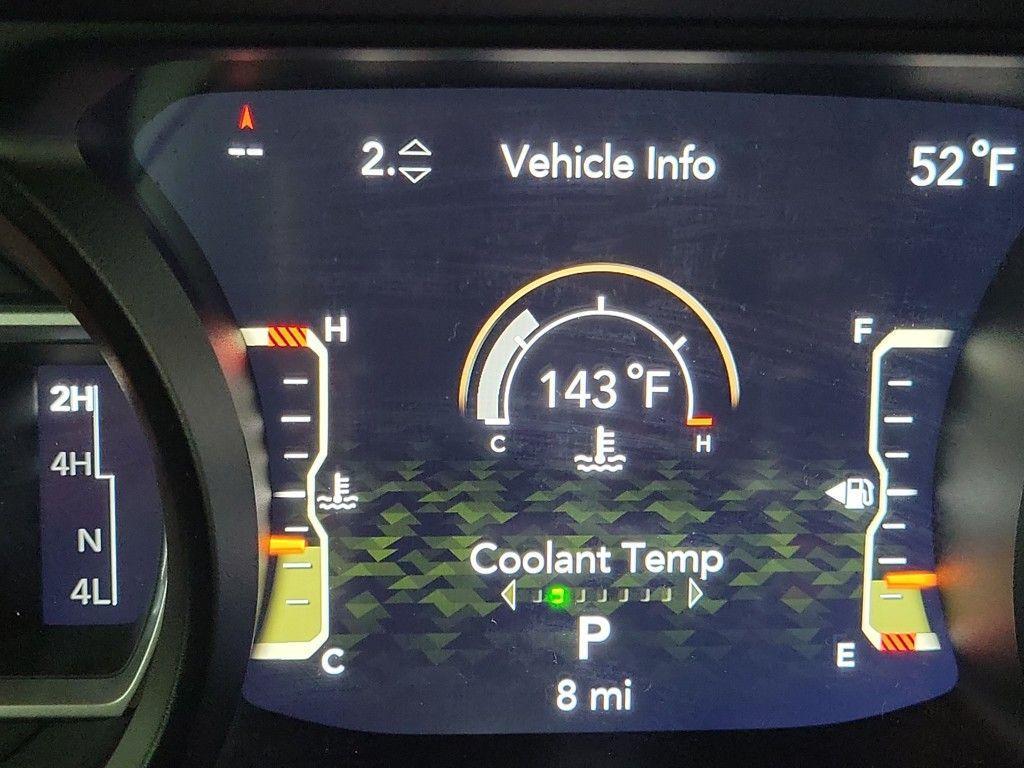 2. Vehicle Info 52°F
H
F
2H
4H
N
4L
143°F
C H
Coolant Temp
P
C
E
8 mi